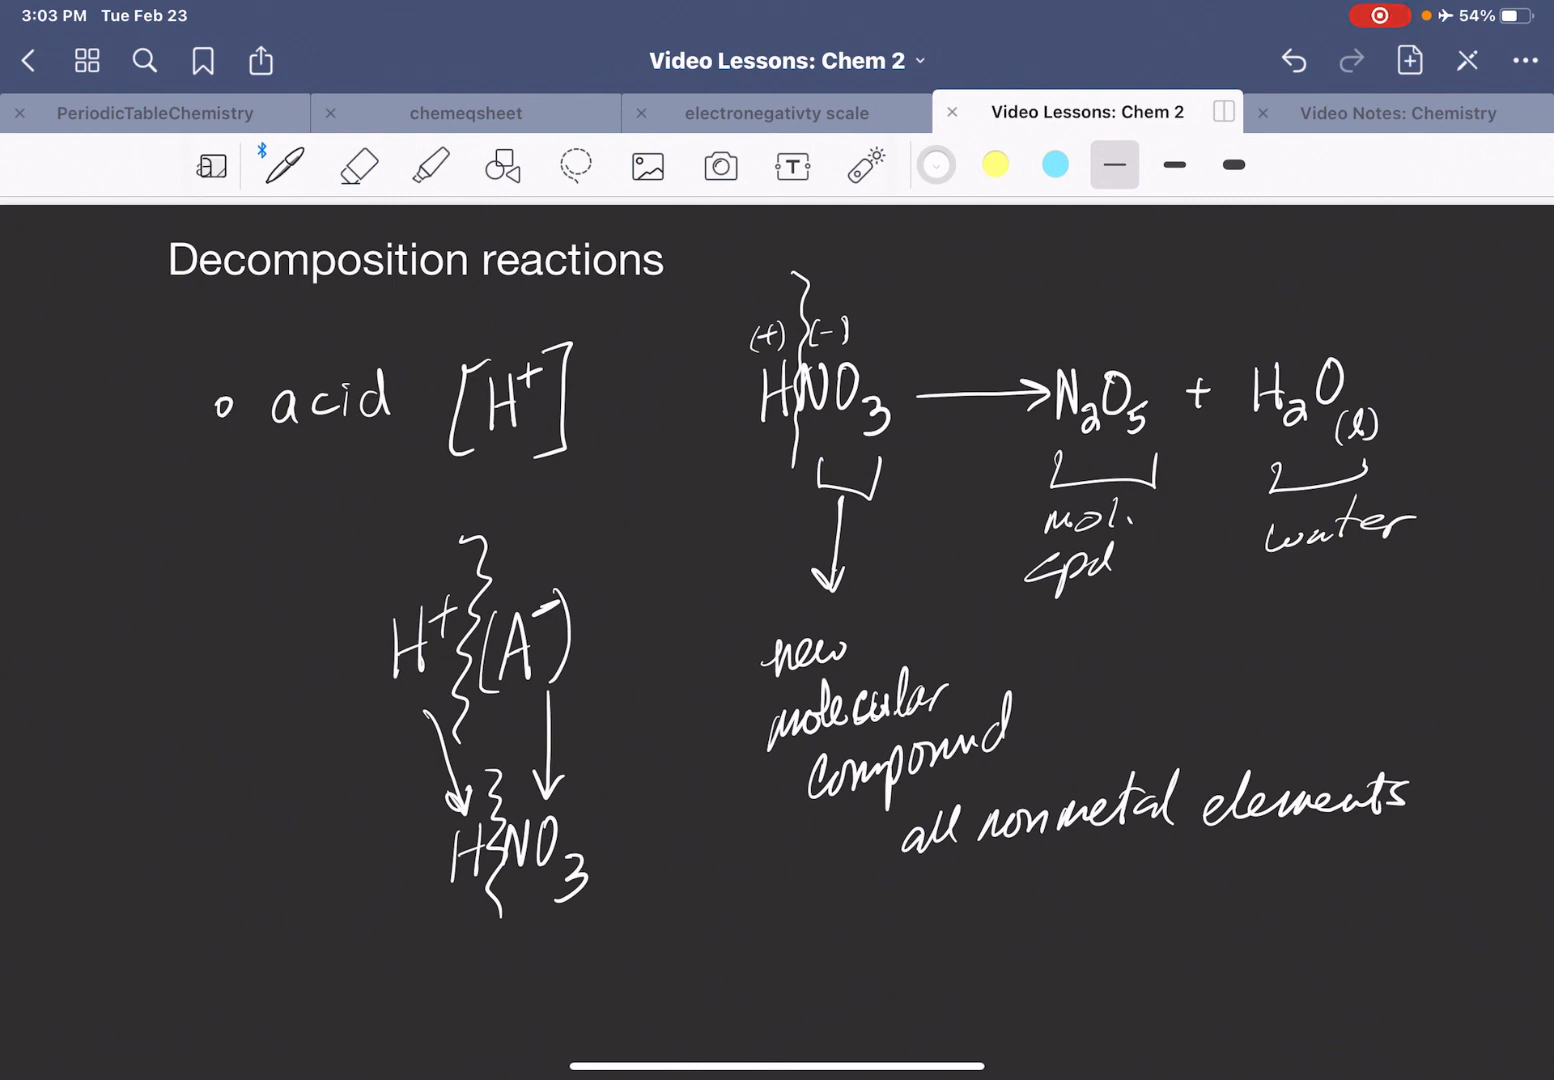 3:03 PM Tue Feb 23
54%
Video Lessons: Chem 2
PeriodicTableChemistry
chemeqsheet
electronegativty scale
Video Lessons: Chem 2
Video Notes: Chemistry
Decomposition reactions
acid [H⁺]
(+) (-)
HNO₃ → N₂O₅ + H₂O(l)
mol.
cpd
water
H⁺ (A⁻)
new
molecular
compound
all nonmetal elements
HNO₃